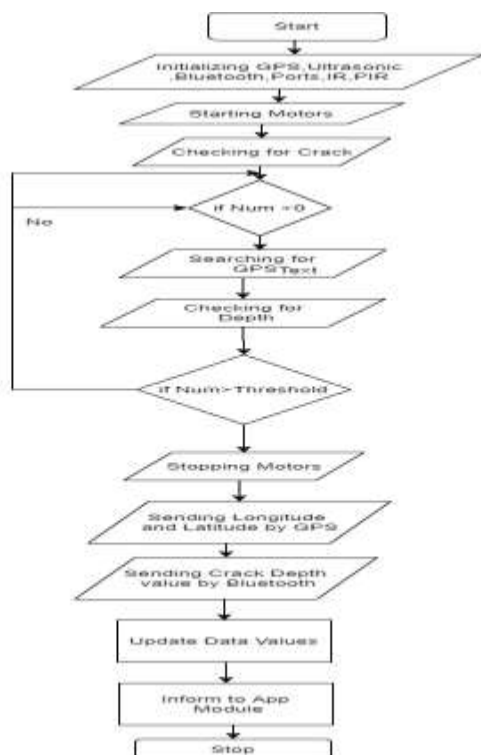 Start
Initializing GPS,Ultrasonic
,Bluetooth,Ports,IR,PIR
Starting Motors
Checking for Crack
if Num =0
No
Searching for
GPSText
Checking for
Depth
if Num>Threshold
Stopping Motors
Sending Longitude
and Latitude by GPS
Sending Crack Depth
value by Bluetooth
Update Data Values
Inform to App
Module
Stop